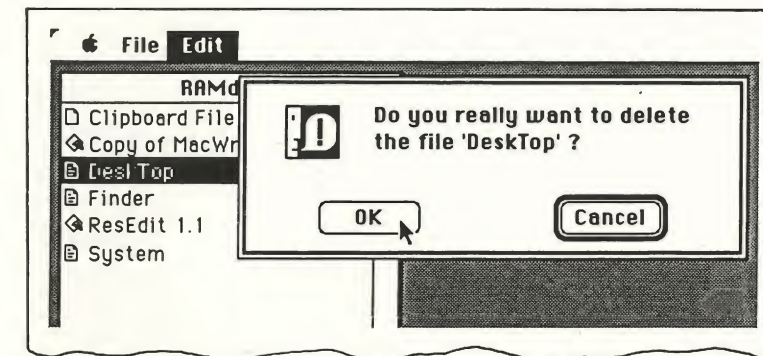 File Edit
RAMd
Clipboard File
Copy of MacWr
DeskTop
Finder
ResEdit 1.1
System
Do you really want to delete
the file 'DeskTop' ?
OK
Cancel